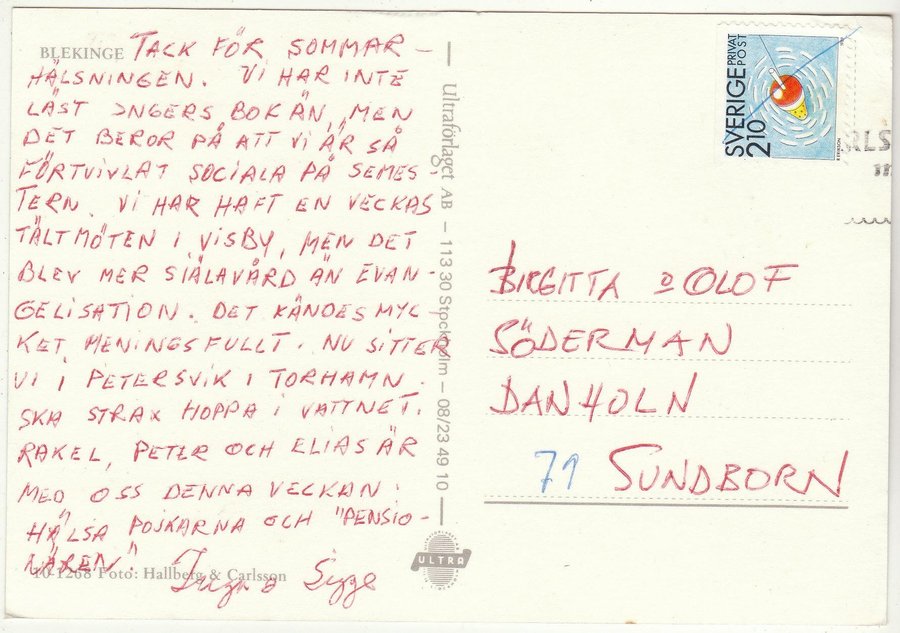 BLEKINGE TACK FÖR SOMMAR-
HÄLSNINGEN. VI HAR INTE
LÄST INGERS BOK ÄN, MEN
DET BEROR PÅ ATT VI ÄR SÅ
FÖRTVIVLAT SOCIALA PÅ SEMES-
TERN. VI HAR HAFT EN VECKAS
TÄLTMÖTEN I VISBY, MEN DET
BLEV MER SJÄLAVÅRD ÄN EVAN-
GELISATION. DET KÄNDES MYC
KET MENINGSFULLT. NU SITTER
VI I PETERSVIK I TORHAMN.
SKA STRAX HOPPA I VATTNET.
RAKEL, PETER OCH ELIAS ÄR
MED OSS DENNA VECKAN.
HÄLSA POJKARNA OCH "PENSIO-
NÄREN".
Sigge
10-1268 Foto: Hallberg & Carlsson
Ultraförlaget AB – 113 30 Stockholm – 08/23 49 10
ULTRA
SVERIGE PRIVAT
POST
210
BIRGITTA o OLOF
SÖDERMAN
DANHOLN
71 SUNDBORN